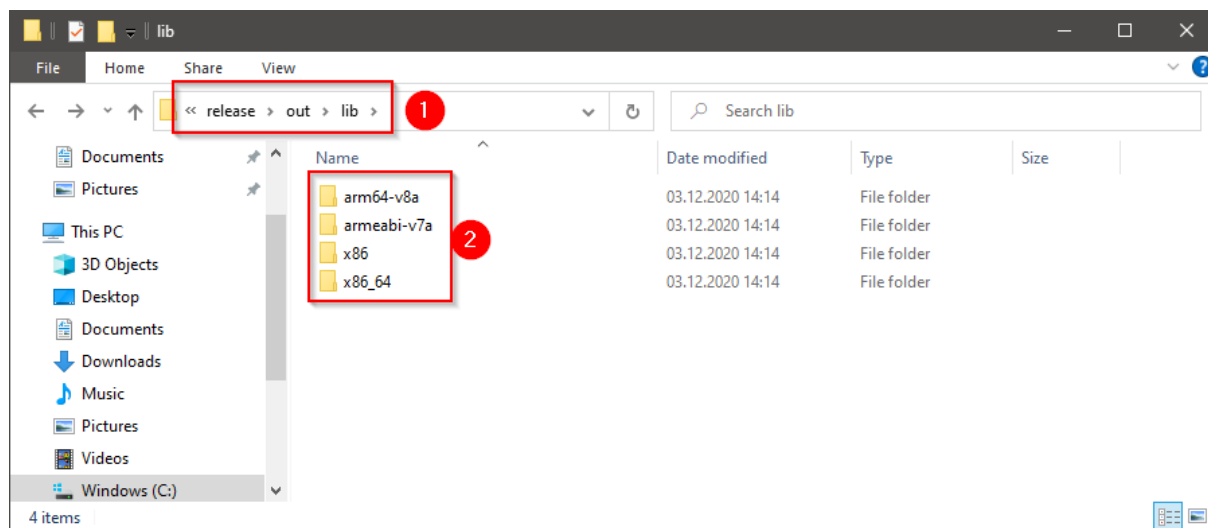 lib
File Home Share View
« release > out > lib > 1 Search lib
Documents
Pictures
This PC
3D Objects
Desktop
Documents
Downloads
Music
Pictures
Videos
Windows (C:)
Name Date modified Type Size
arm64-v8a 03.12.2020 14:14 File folder
armeabi-v7a 03.12.2020 14:14 File folder
2
x86 03.12.2020 14:14 File folder
x86_64 03.12.2020 14:14 File folder
4 items